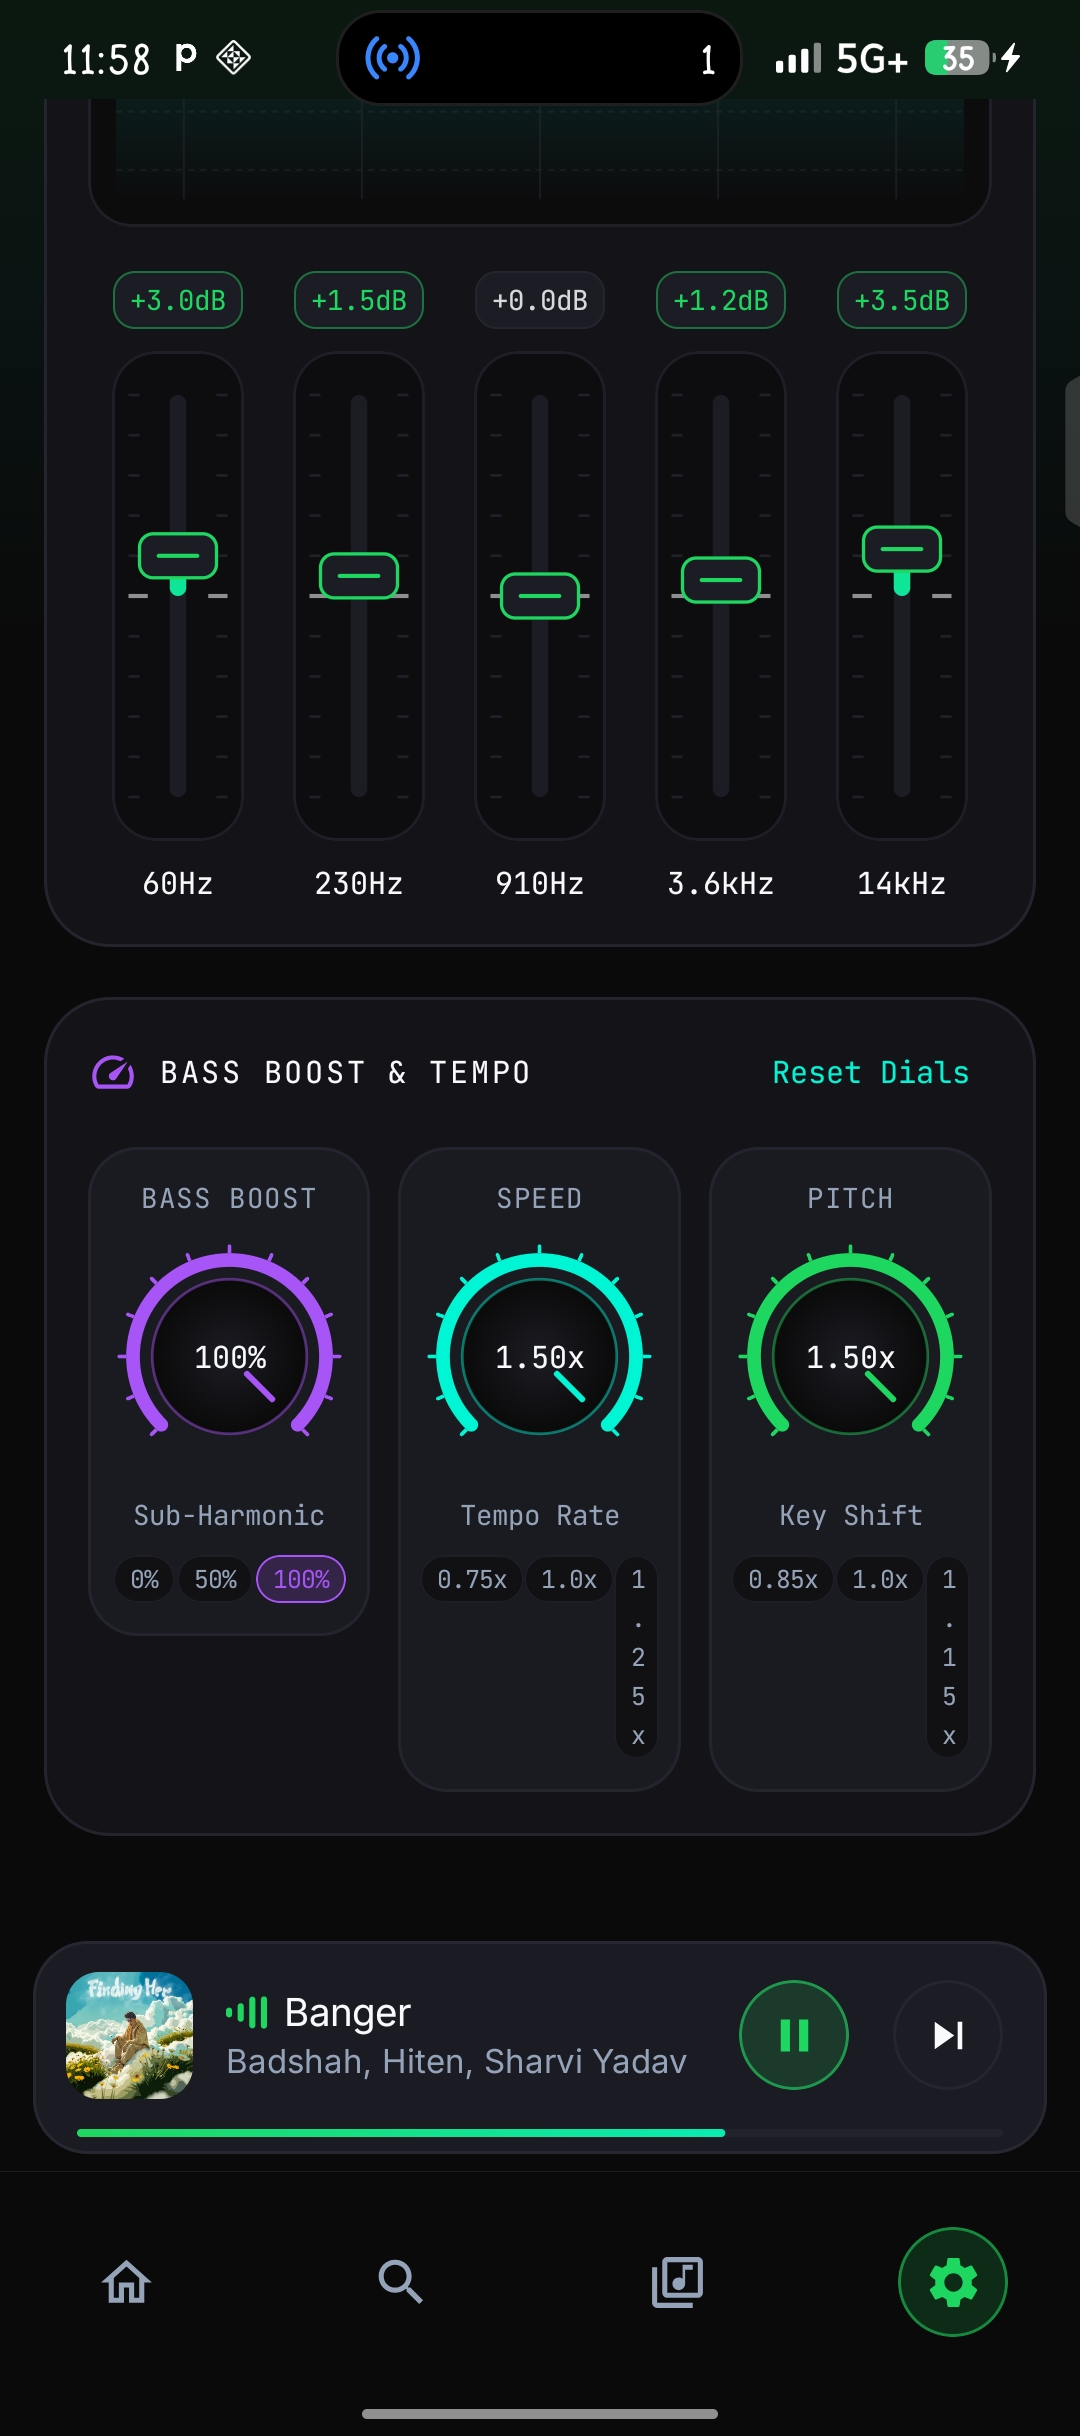 11:58
1
5G+
35
+3.0dB +1.5dB +0.0dB +1.2dB +3.5dB
60Hz 230Hz 910Hz 3.6kHz 14kHz
BASS BOOST & TEMPO
Reset Dials
BASS BOOST
100%
Sub-Harmonic
0% 50% 100%
SPEED
1.50x
Tempo Rate
0.75x 1.0x 1.25x
PITCH
1.50x
Key Shift
0.85x 1.0x 1.15x
Finding Her
Banger
Badshah, Hiten, Sharvi Yadav